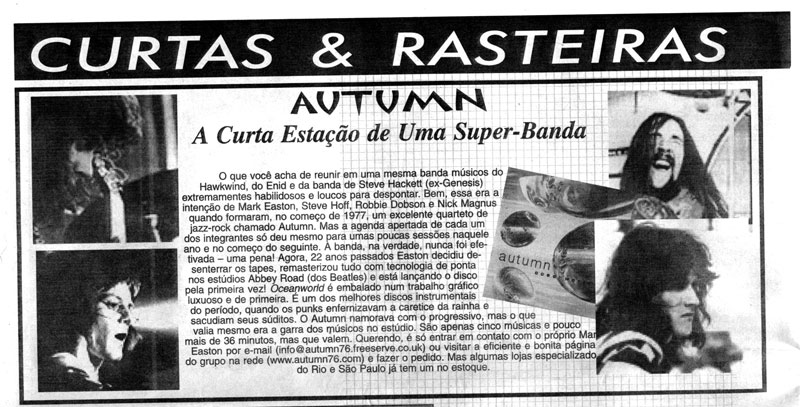 CURTAS & RASTEIRAS
AUTUMN
A Curta Estação de Uma Super-Banda
O que você acha de reunir em uma mesma banda músicos do
Hawkwind, do Enid e da banda de Steve Hackett (ex-Genesis)
extremamentes habilidosos e loucos para despontar. Bem, essa era a
intenção de Mark Easton, Steve Hoff, Robbie Dobson e Nick Magnus
quando formaram, no começo de 1977, um excelente quarteto de
jazz-rock chamado Autumn. Mas a agenda apertada de cada um
dos integrantes só deu mesmo para umas poucas sessões naquele
ano e no começo do seguinte. A banda, na verdade, nunca foi efe-
tivada – uma pena! Agora, 22 anos passados Easton decidiu de-
senterrar os tapes, remasterizou tudo com tecnologia de ponta
nos estúdios Abbey Road (dos Beatles) e está lançando o disco
pela primeira vez! Oceanworld é embalado num trabalho gráfico
luxuoso e de primeira. É um dos melhores discos instrumentais
do período, quando os punks enfernizavam a caretice da rainha e
sacudiam seus súditos. O Autumn namorava com o progressivo, mas o que
valia mesmo era a garra dos músicos no estúdio. São apenas cinco músicas e pouco
mais de 36 minutos, mas que valem. Querendo, é só entrar em contato com o próprio Mar
Easton por e-mail (info@autumn76.freeserve.co.uk) ou visitar a eficiente e bonita página
do grupo na rede (www.autumn76.com) e fazer o pedido. Mas algumas lojas especializado
do Rio e São Paulo já tem um no estoque.
autumn